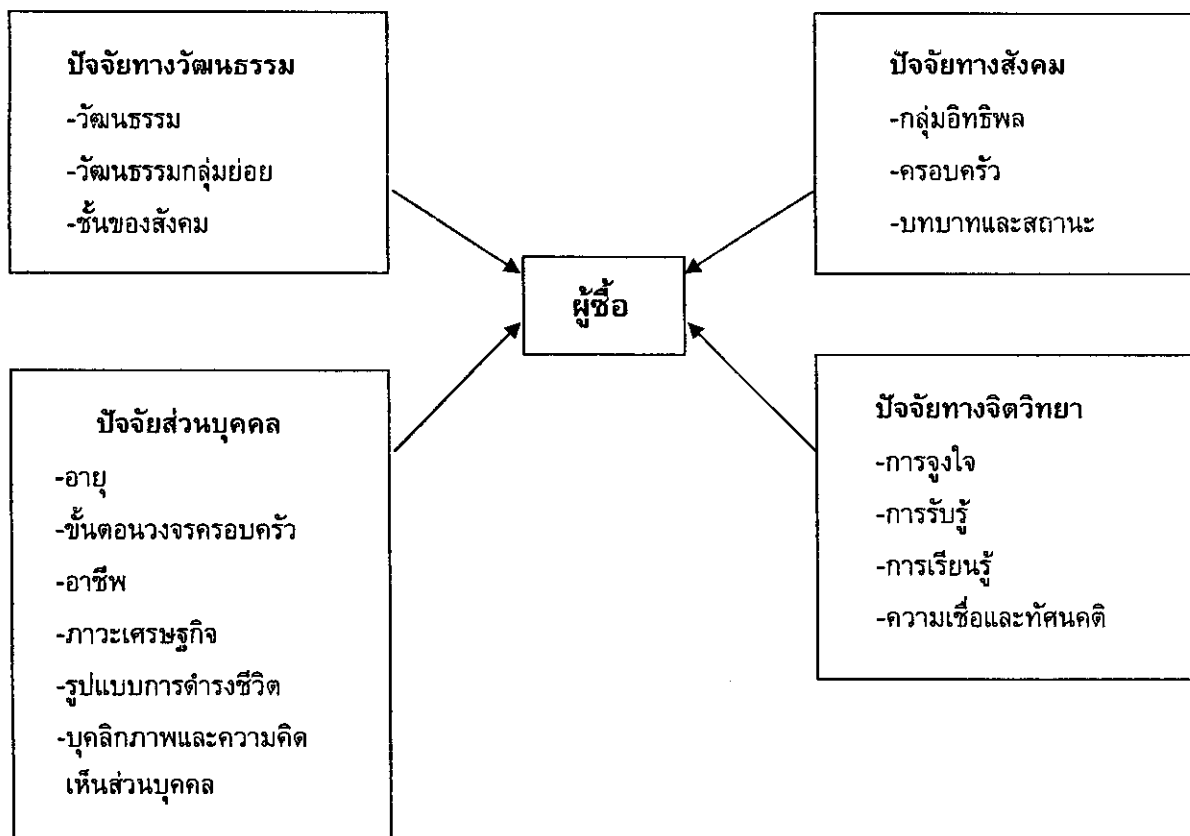 ปัจจัยทางวัฒนธรรม
-วัฒนธรรม
-วัฒนธรรมกลุ่มย่อย
-ชั้นของสังคม
ปัจจัยทางสังคม
-กลุ่มอิทธิพล
-ครอบครัว
-บทบาทและสถานะ
ผู้ซื้อ
ปัจจัยส่วนบุคคล
-อายุ
-ขั้นตอนวงจรครอบครัว
-อาชีพ
-ภาวะเศรษฐกิจ
-รูปแบบการดำรงชีวิต
-บุคลิกภาพและความคิด
เห็นส่วนบุคคล
ปัจจัยทางจิตวิทยา
-การจูงใจ
-การรับรู้
-การเรียนรู้
-ความเชื่อและทัศนคติ